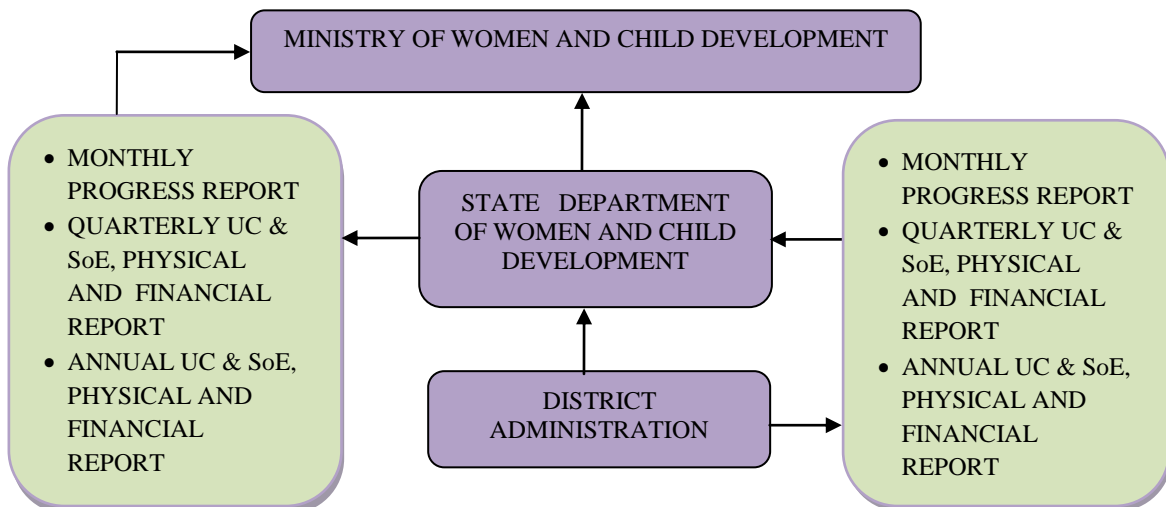 MINISTRY OF WOMEN AND CHILD DEVELOPMENT
• MONTHLY
PROGRESS REPORT
• QUARTERLY UC &
SoE, PHYSICAL
AND FINANCIAL
REPORT
• ANNUAL UC & SoE,
PHYSICAL AND
FINANCIAL
REPORT
STATE DEPARTMENT
OF WOMEN AND CHILD
DEVELOPMENT
DISTRICT
ADMINISTRATION
• MONTHLY
PROGRESS REPORT
• QUARTERLY UC &
SoE, PHYSICAL
AND FINANCIAL
REPORT
• ANNUAL UC & SoE,
PHYSICAL AND
FINANCIAL
REPORT